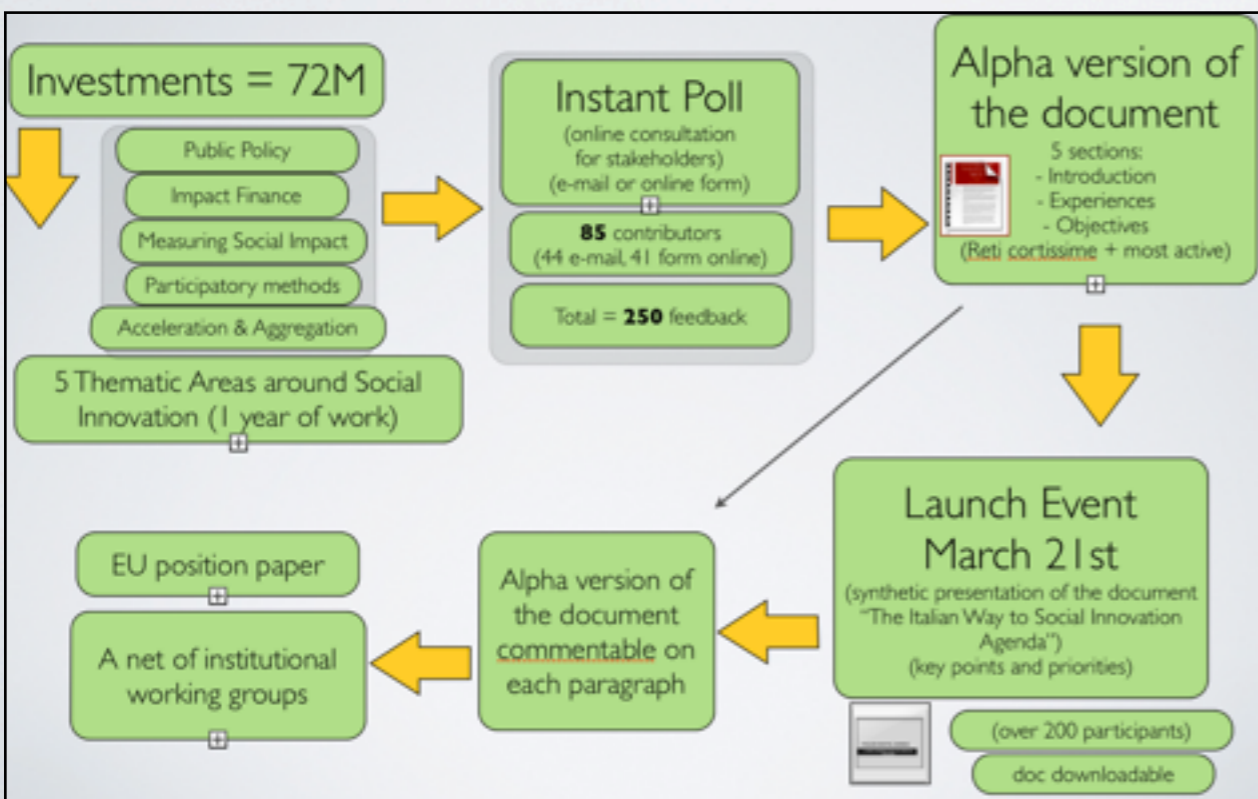 Investments = 72M
Public Policy
Impact Finance
Measuring Social Impact
Participatory methods
Acceleration & Aggregation
5 Thematic Areas around Social
Innovation (1 year of work)
Instant Poll
(online consultation
for stakeholders)
(e-mail or online form)
85 contributors
(44 e-mail, 41 form online)
Total = 250 feedback
Alpha version of
the document
5 sections:
- Introduction
- Experiences
- Objectives
(Reti cortissime + most active)
Launch Event
March 21st
(synthetic presentation of the document
"The Italian Way to Social Innovation
Agenda")
(key points and priorities)
(over 200 participants)
doc downloadable
Alpha version of
the document
commentable on
each paragraph
EU position paper
A net of institutional
working groups